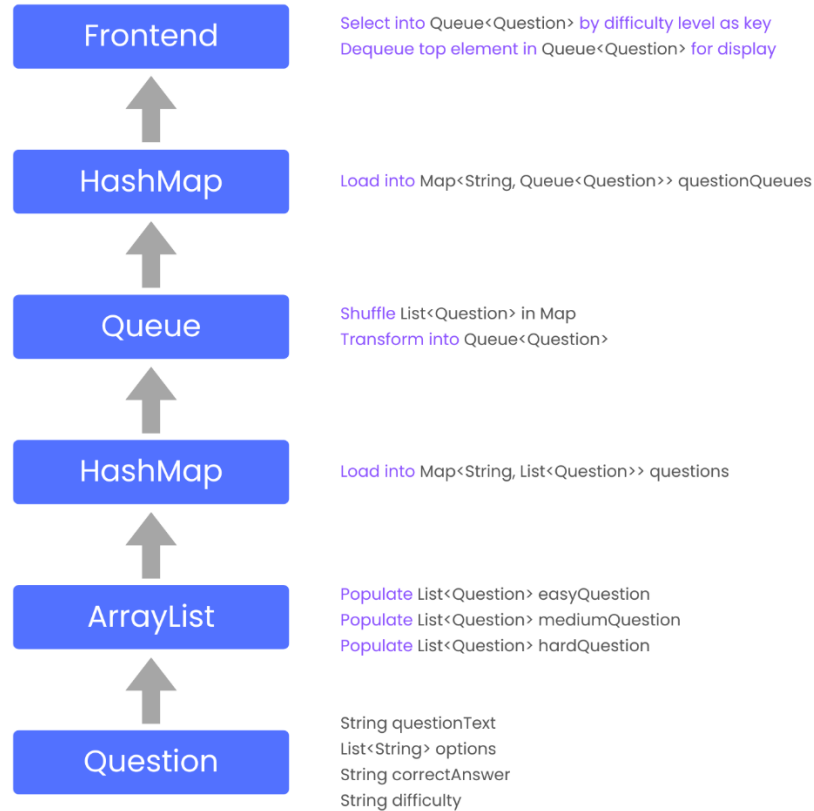 Frontend
Select into Queue<Question> by difficulty level as key
Dequeue top element in Queue<Question> for display
HashMap
Load into Map<String, Queue<Question>> questionQueues
Queue
Shuffle List<Question> in Map
Transform into Queue<Question>
HashMap
Load into Map<String, List<Question>> questions
ArrayList
Populate List<Question> easyQuestion
Populate List<Question> mediumQuestion
Populate List<Question> hardQuestion
Question
String questionText
List<String> options
String correctAnswer
String difficulty